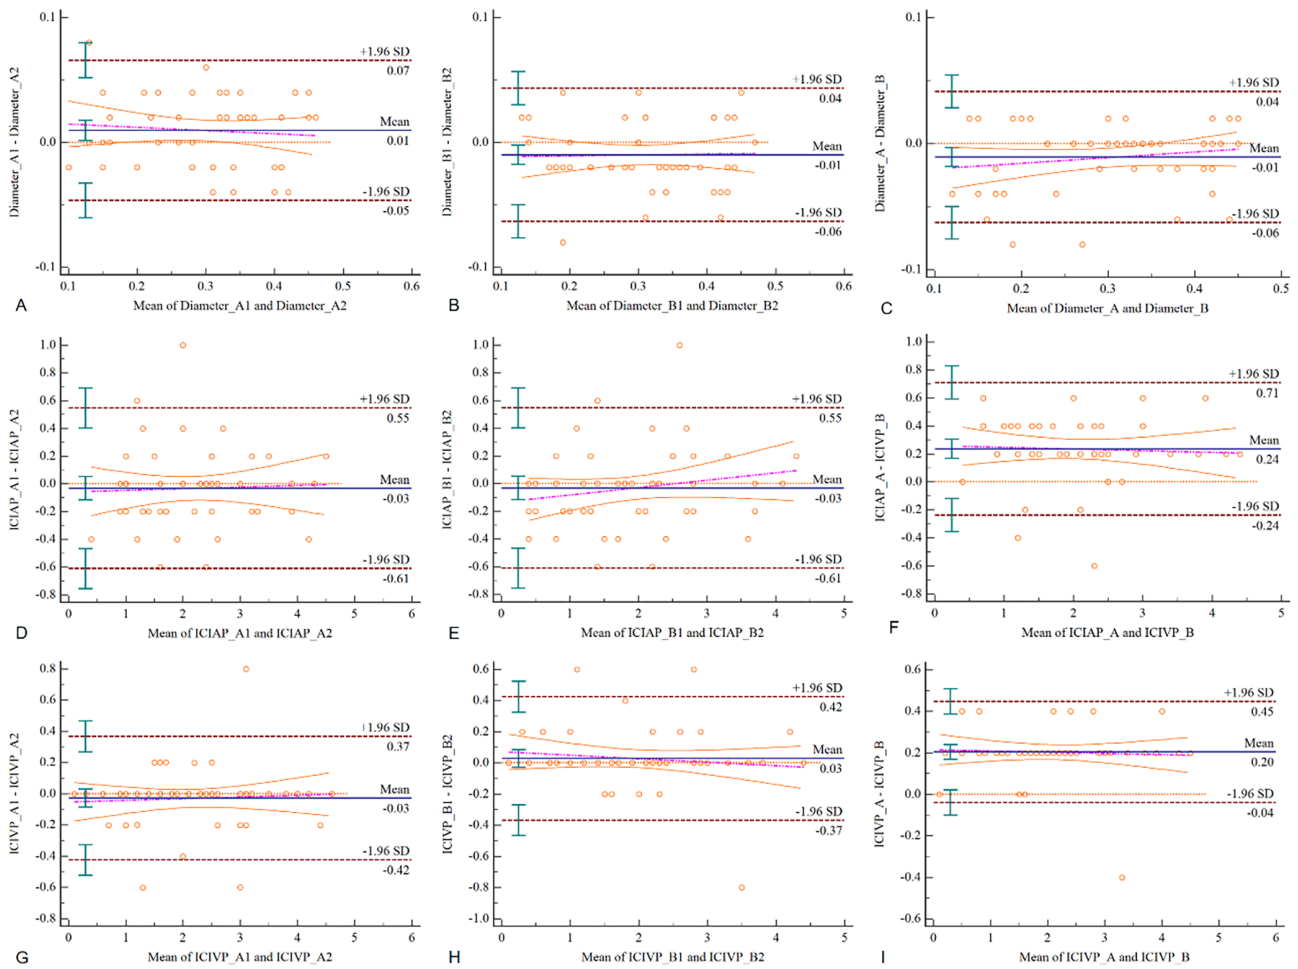 0.1
0.0
-0.1
Diameter_A1 - Diameter_A2
+1.96 SD
0.07
Mean
0.01
-1.96 SD
-0.05
0.1 0.2 0.3 0.4 0.5 0.6
Mean of Diameter_A1 and Diameter_A2
A
0.1
0.0
-0.1
Diameter_B1 - Diameter_B2
+1.96 SD
0.04
Mean
-0.01
-1.96 SD
-0.06
0.1 0.2 0.3 0.4 0.5 0.6
Mean of Diameter_B1 and Diameter_B2
B
0.1
0.0
-0.1
Diameter_A - Diameter_B
+1.96 SD
0.04
Mean
-0.01
-1.96 SD
-0.06
0.1 0.2 0.3 0.4 0.5
Mean of Diameter_A and Diameter_B
C
1.0
0.8
0.6
0.4
0.2
0.0
-0.2
-0.4
-0.6
-0.8
ICIAP_A1 - ICIAP_A2
+1.96 SD
0.55
Mean
-0.03
-1.96 SD
-0.61
0 1 2 3 4 5 6
Mean of ICIAP_A1 and ICIAP_A2
D
1.0
0.8
0.6
0.4
0.2
0.0
-0.2
-0.4
-0.6
-0.8
ICIAP_B1 - ICIAP_B2
+1.96 SD
0.55
Mean
-0.03
-1.96 SD
-0.61
0 1 2 3 4 5
Mean of ICIAP_B1 and ICIAP_B2
E
1.0
0.8
0.6
0.4
0.2
0.0
-0.2
-0.4
-0.6
-0.8
ICIAP_A - ICIVP_B
+1.96 SD
0.71
Mean
0.24
-1.96 SD
-0.24
0 1 2 3 4 5
Mean of ICIAP_A and ICIVP_B
F
0.8
0.6
0.4
0.2
0.0
-0.2
-0.4
-0.6
-0.8
ICIVP_A1 - ICIVP_A2
+1.96 SD
0.37
Mean
-0.03
-1.96 SD
-0.42
0 1 2 3 4 5 6
Mean of ICIVP_A1 and ICIVP_A2
G
0.6
0.4
0.2
0.0
-0.2
-0.4
-0.6
-0.8
-1.0
ICIVP_B1 - ICIVP_B2
+1.96 SD
0.42
Mean
0.03
-1.96 SD
-0.37
0 1 2 3 4 5
Mean of ICIVP_B1 and ICIVP_B2
H
0.6
0.4
0.2
0.0
-0.2
-0.4
-0.6
ICIVP_A - ICIVP_B
+1.96 SD
0.45
Mean
0.20
-1.96 SD
-0.04
0 1 2 3 4 5 6
Mean of ICIVP_A and ICIVP_B
I